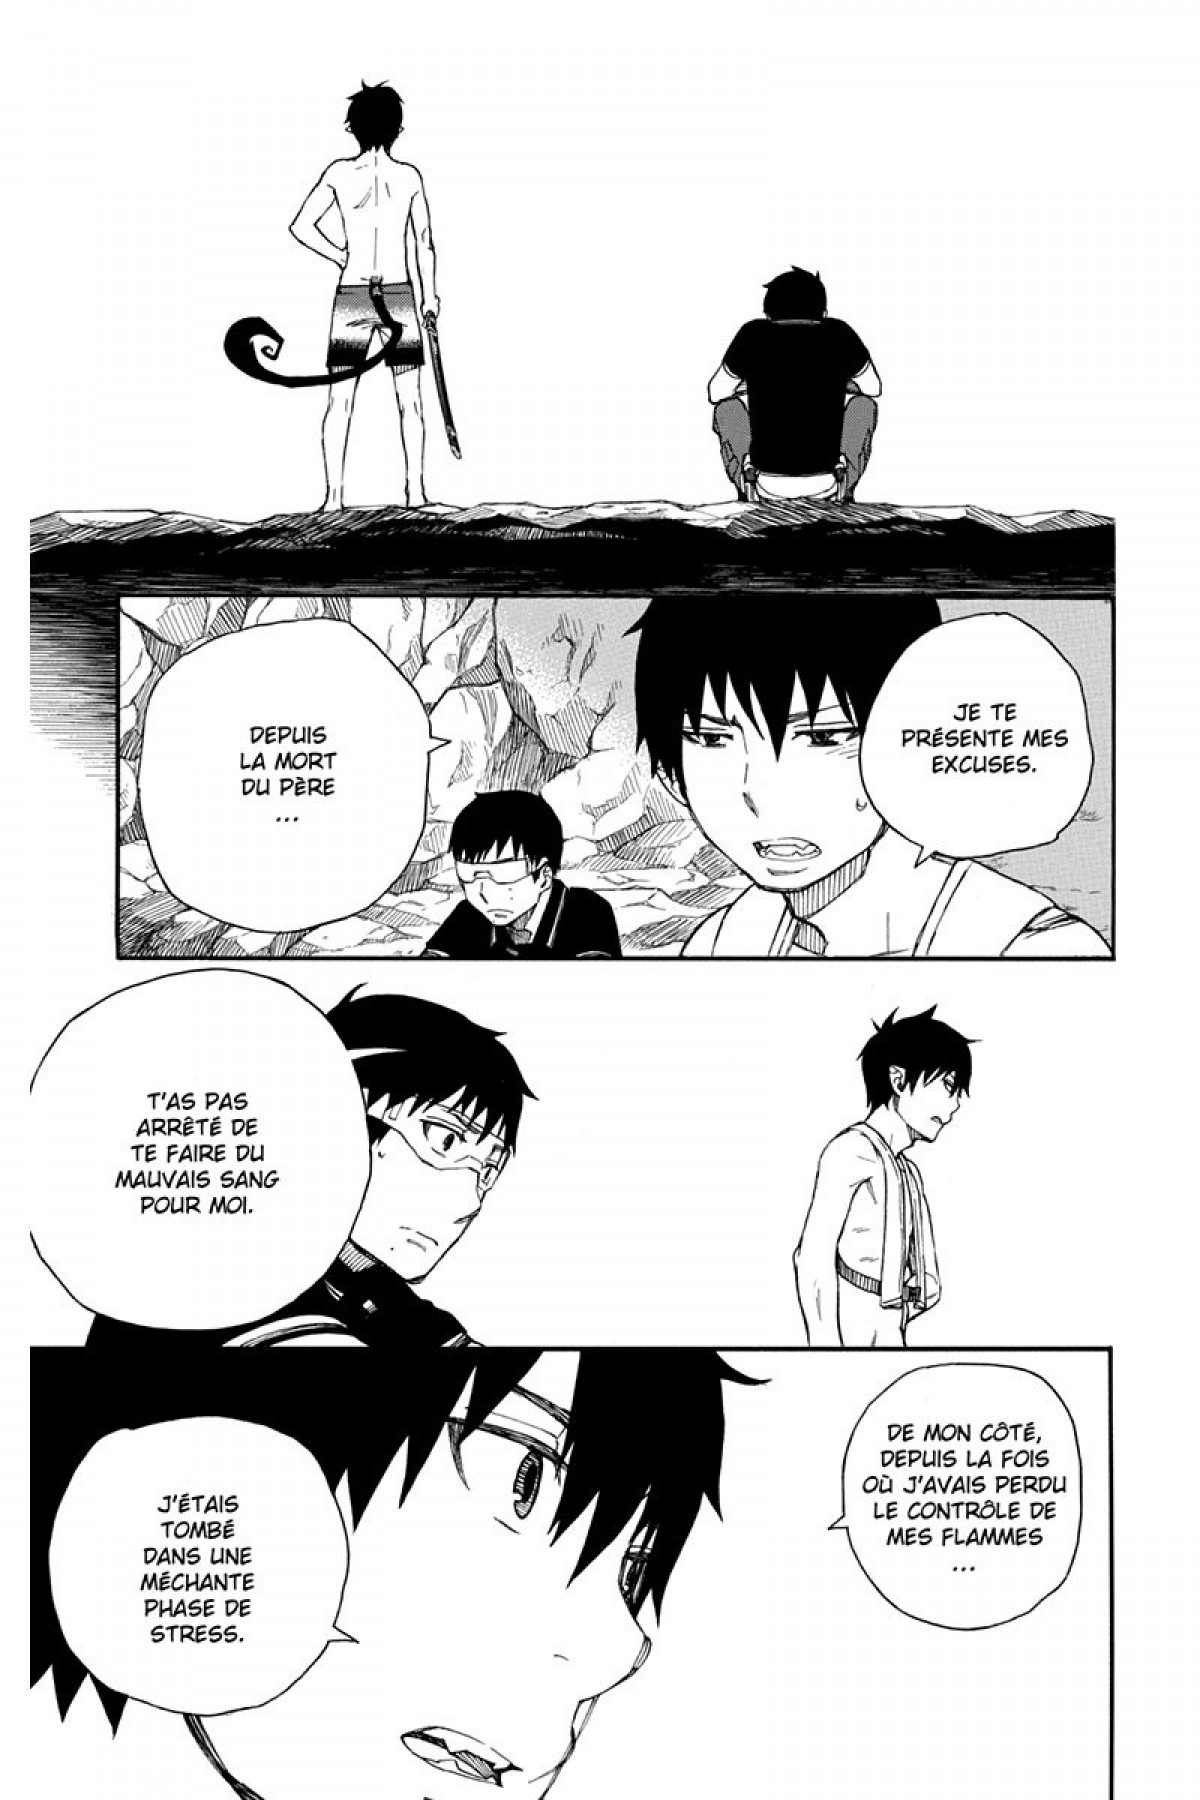 JE TE
PRÉSENTE MES
EXCUSES.
DEPUIS
LA MORT
DU PÈRE
...
T'AS PAS
ARRÊTÉ DE
TE FAIRE DU
MAUVAIS SANG
POUR MOI.
DE MON CÔTÉ,
DEPUIS LA FOIS
OÙ J'AVAIS PERDU
LE CONTRÔLE DE
MES FLAMMES
...
J'ÉTAIS
TOMBÉ
DANS UNE
MÉCHANTE
PHASE DE
STRESS.